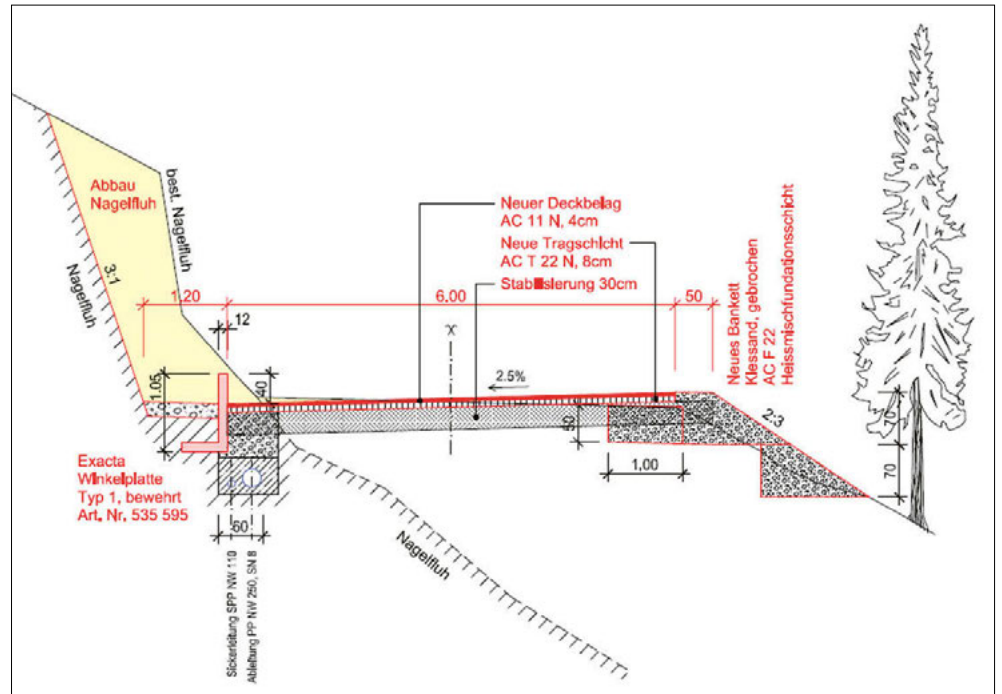 Abbau
Nagelfluh
best. Nagelfluh
Nagelfluh
3:1
Neuer Deckbelag
AC 11 N, 4cm
Neue Tragschicht
AC T 22 N, 8cm
Stabilisierung 30cm
1.20
6.00
50
12
40
1.05
2.5%
50
1,00
Neues Bankett
Klessand, gebrochen
AC F 22
Heissmischfundationsschicht
2:3
70
70
Exacta
Winkelplatte
Typ 1, bewehrt
Art. Nr. 535 595
60
Sickerleitung SPP NW 110
Ableitung PP NW 250, SN 8
Nagelfluh